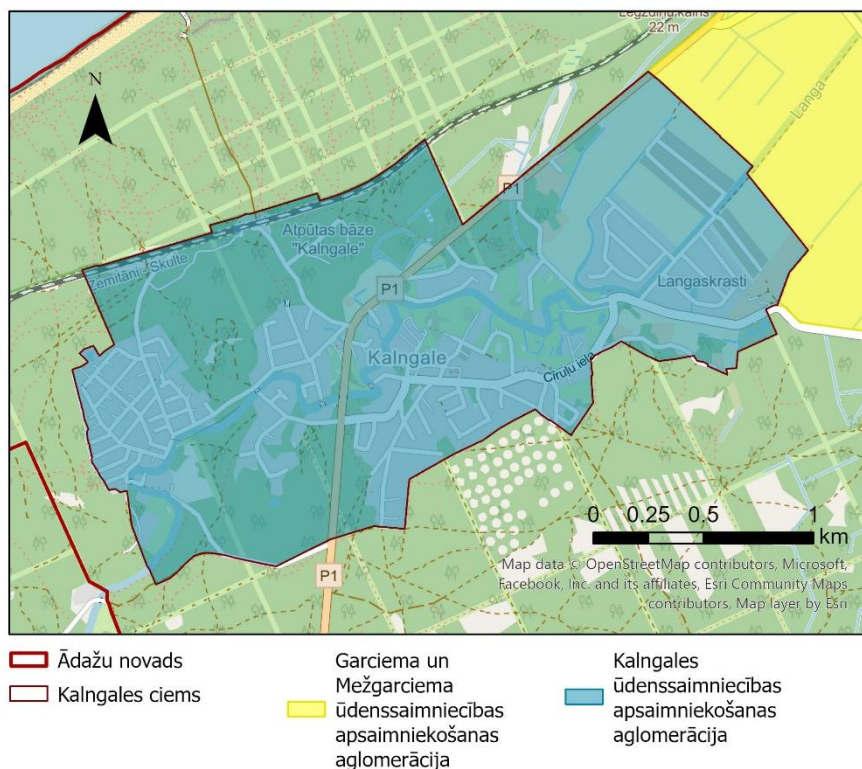 Legzdiņu kalns
22 m
N
Langa
P1
Atpūtas bāze
"Kalngale"
Zemitāni - Skulte
P1
Langaskrasti
Kalngale
Cīruļu iela
0 0.25 0.5 1
km
P1
Map data © OpenStreetMap contributors, Microsoft,
Facebook, Inc. and its affiliates, Esri Community Maps
contributors, Map layer by Esri
Ādažu novads
Kalngales ciems
Garciema un
Mežgarciema
ūdenssaimniecības
apsaimniekošanas
aglomerācija
Kalngales
ūdenssaimniecības
apsaimniekošanas
aglomerācija